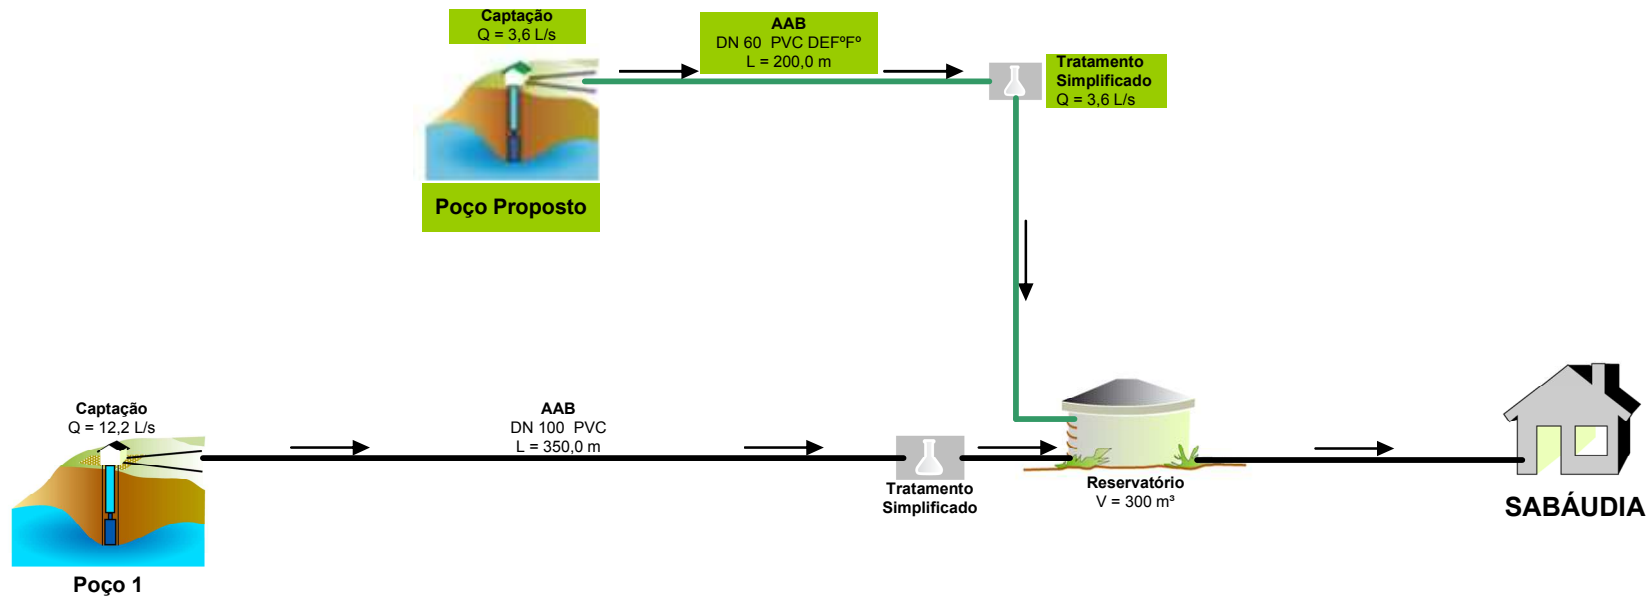 Captação
Q = 3,6 L/s
AAB
DN 60 PVC DEFºFº
L = 200,0 m
Tratamento
Simplificado
Q = 3,6 L/s
Poço Proposto
Captação
Q = 12,2 L/s
AAB
DN 100 PVC
L = 350,0 m
Tratamento
Simplificado
Reservatório
V = 300 m³
SABÁUDIA
Poço 1